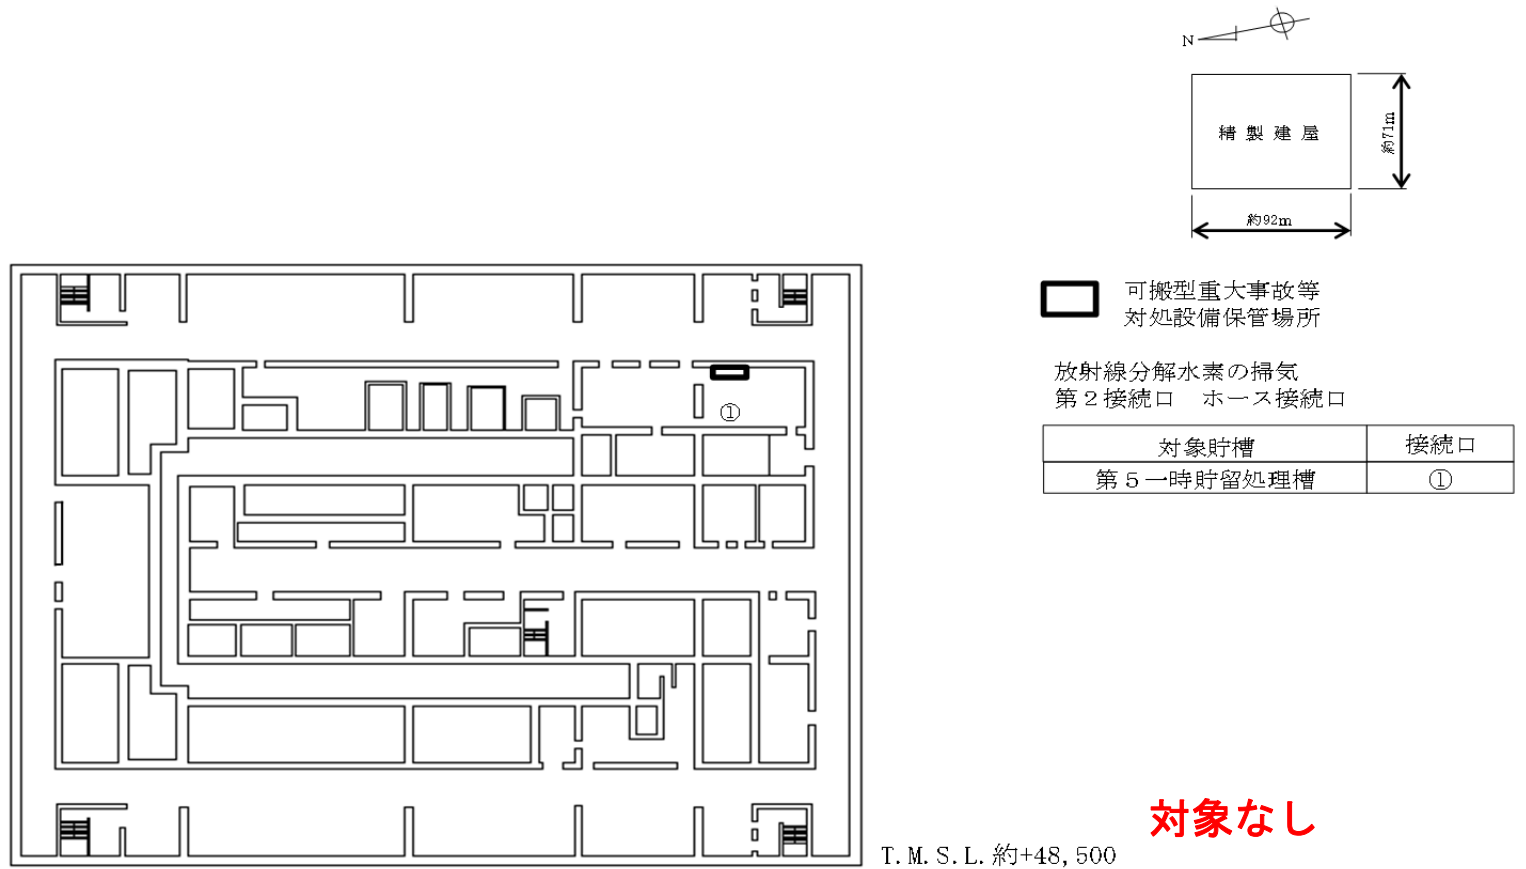 N
精製建屋
約71m
約92m
可搬型重大事故等
対処設備保管場所
放射線分解水素の掃気
第2接続口　ホース接続口
対象貯槽　接続口
第5一時貯留処理槽　①
①
対象なし
T.M.S.L.約+48,500